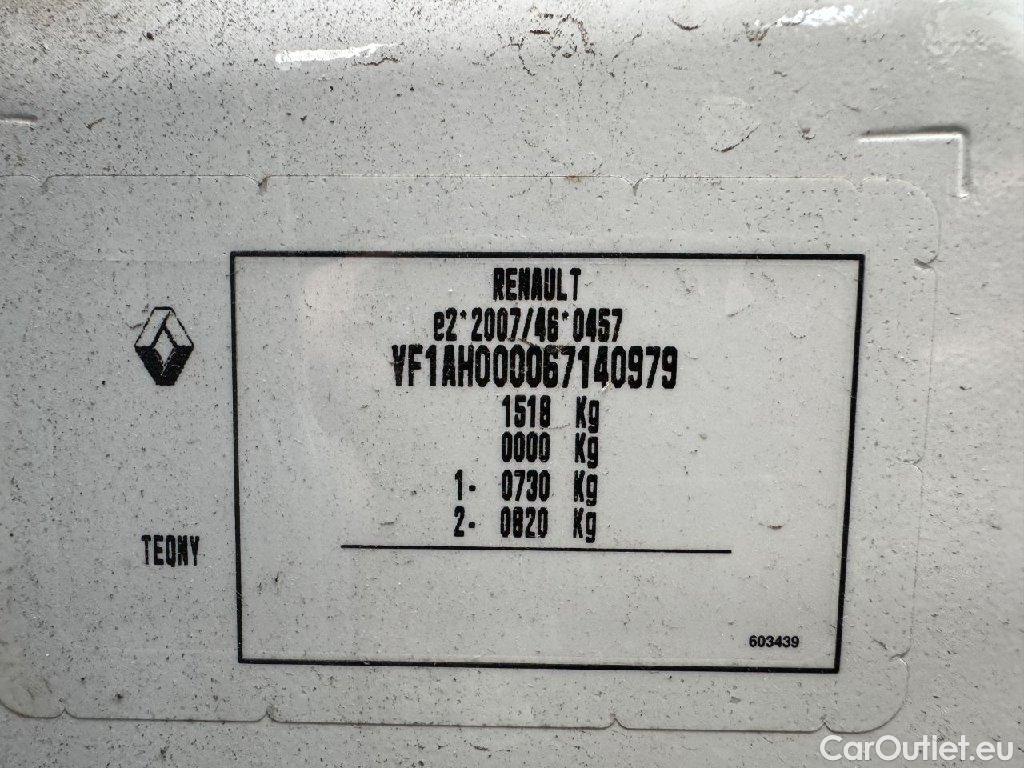 RENAULT
e2*2007/46*0457
VF1AH000067140979
1518 Kg
0000 Kg
1- 0730 Kg
2- 0820 Kg
TEQNY
603439
CarOutlet.eu